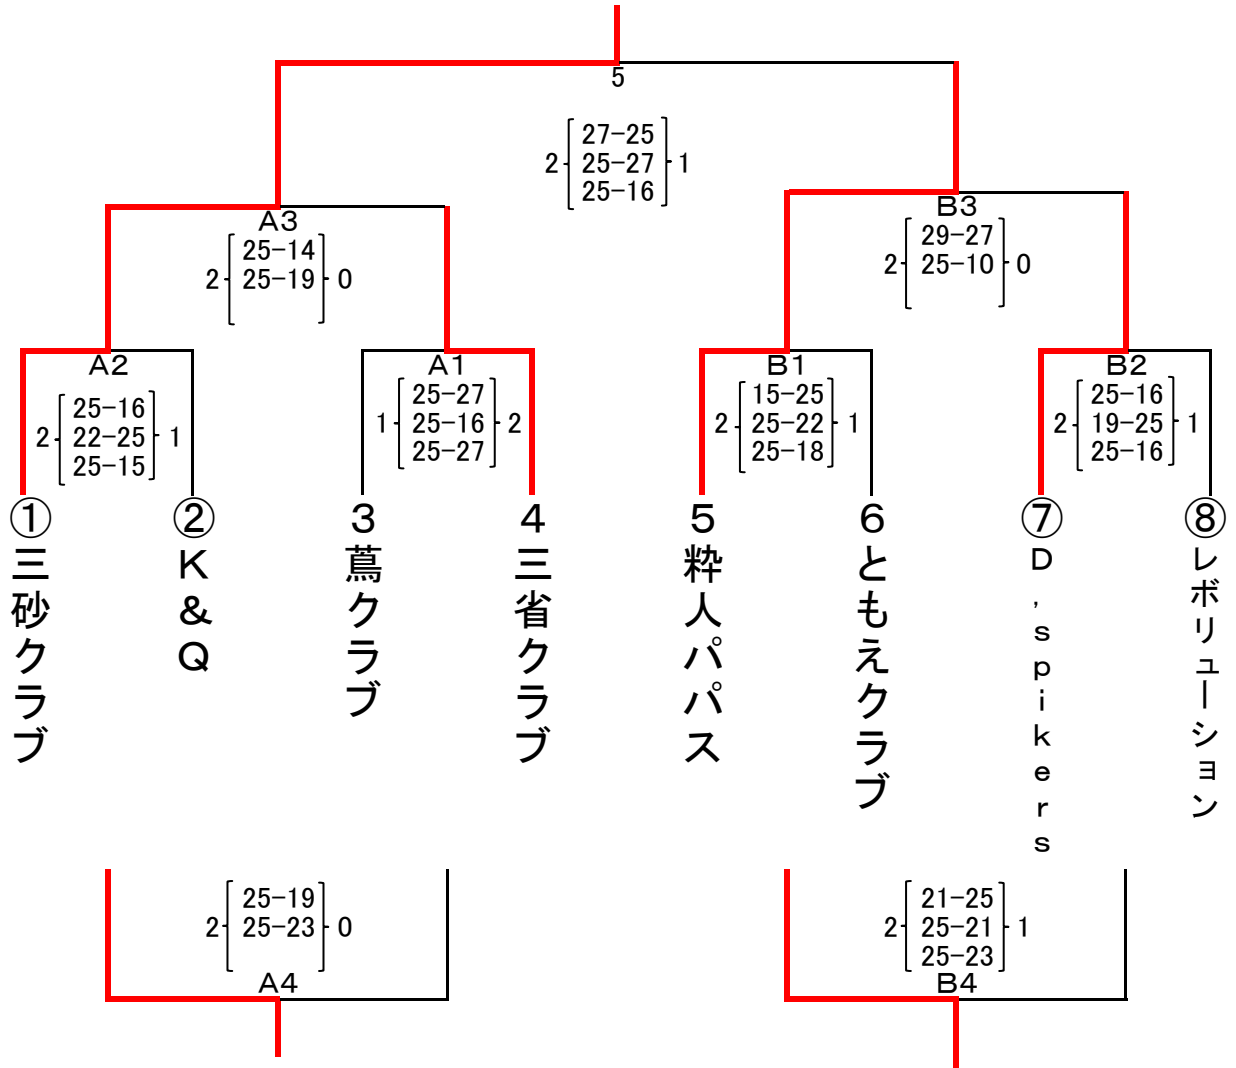 5
27-25
2 25-27 1
25-16
A3
25-14
2 25-19 0
B3
29-27
2 25-10 0
A2
25-16
2 22-25 1
25-15
A1
25-27
1 25-16 2
25-27
B1
15-25
2 25-22 1
25-18
B2
25-16
2 19-25 1
25-16
①三砂クラブ
②K&Q
3蔦クラブ
4三省クラブ
5粋人パパス
6ともえクラブ
⑦D,spikers
⑧レボリューション
25-19
2 25-23 0
A4
21-25
2 25-21 1
25-23
B4